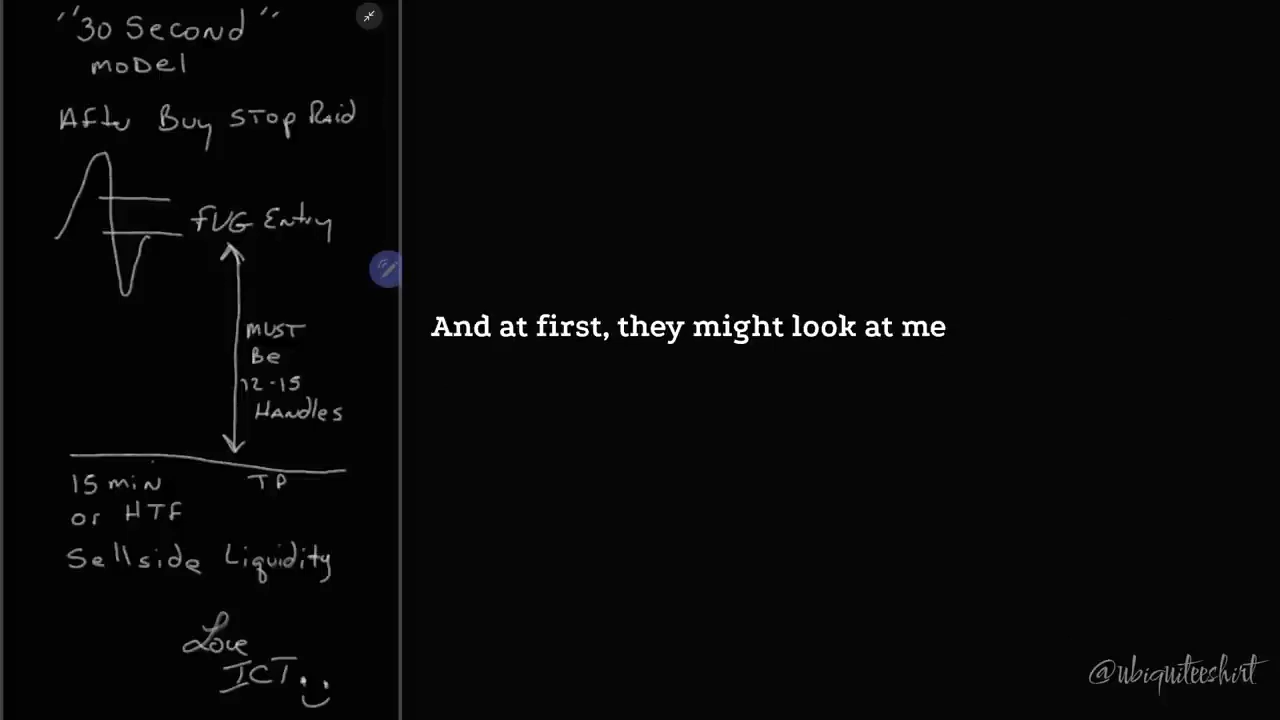 "30 Second"
MODEL
After Buy STOP Raid
FVG Entry
MUST
Be
12-15
HANdles
15 miN
TP
or HTF
Sellside Liquidity
Love
ICT
And at first, they might look at me
@ubiquiteeshirt